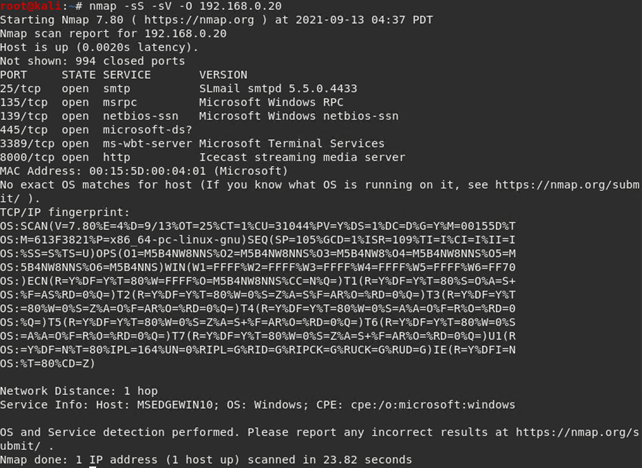 root@kali:~# nmap -sS -sV -O 192.168.0.20
Starting Nmap 7.80 ( https://nmap.org ) at 2021-09-13 04:37 PDT
Nmap scan report for 192.168.0.20
Host is up (0.0020s latency).
Not shown: 994 closed ports
PORT     STATE SERVICE       VERSION
25/tcp   open  smtp          SLmail smtpd 5.5.0.4433
135/tcp  open  msrpc         Microsoft Windows RPC
139/tcp  open  netbios-ssn   Microsoft Windows netbios-ssn
445/tcp  open  microsoft-ds?
3389/tcp open  ms-wbt-server Microsoft Terminal Services
8000/tcp open  http          Icecast streaming media server
MAC Address: 00:15:5D:00:04:01 (Microsoft)
No exact OS matches for host (If you know what OS is running on it, see https://nmap.org/subm
it/ ).
TCP/IP fingerprint:
OS:SCAN(V=7.80%E=4%D=9/13%OT=25%CT=1%CU=31044%PV=Y%DS=1%DC=D%G=Y%M=00155D%T
OS:M=613F3821%P=x86_64-pc-linux-gnu)SEQ(SP=105%GCD=1%ISR=109%TI=I%CI=I%II=I
OS:%SS=S%TS=U)OPS(O1=M5B4NW8NNS%O2=M5B4NW8NNS%O3=M5B4NW8%O4=M5B4NW8NNS%O5=M
OS:5B4NW8NNS%O6=M5B4NNS)WIN(W1=FFFF%W2=FFFF%W3=FFFF%W4=FFFF%W5=FFFF%W6=FF70
OS:)ECN(R=Y%DF=Y%T=80%W=FFFF%O=M5B4NW8NNS%CC=N%Q=)T1(R=Y%DF=Y%T=80%S=O%A=S+
OS:%F=AS%RD=0%Q=)T2(R=Y%DF=Y%T=80%W=0%S=Z%A=S%F=AR%O=%RD=0%Q=)T3(R=Y%DF=Y%T
OS:=80%W=0%S=Z%A=O%F=AR%O=%RD=0%Q=)T4(R=Y%DF=Y%T=80%W=0%S=A%A=O%F=R%O=%RD=0
OS:%Q=)T5(R=Y%DF=Y%T=80%W=0%S=Z%A=S+%F=AR%O=%RD=0%Q=)T6(R=Y%DF=Y%T=80%W=0%S
OS:=A%A=O%F=R%O=%RD=0%Q=)T7(R=Y%DF=Y%T=80%W=0%S=Z%A=S+%F=AR%O=%RD=0%Q=)U1(R
OS:=Y%DF=N%T=80%IPL=164%UN=0%RIPL=G%RID=G%RIPCK=G%RUCK=G%RUD=G)IE(R=Y%DFI=N
OS:%T=80%CD=Z)
Network Distance: 1 hop
Service Info: Host: MSEDGEWIN10; OS: Windows; CPE: cpe:/o:microsoft:windows
OS and Service detection performed. Please report any incorrect results at https://nmap.org/s
ubmit/ .
Nmap done: 1 IP address (1 host up) scanned in 23.82 seconds